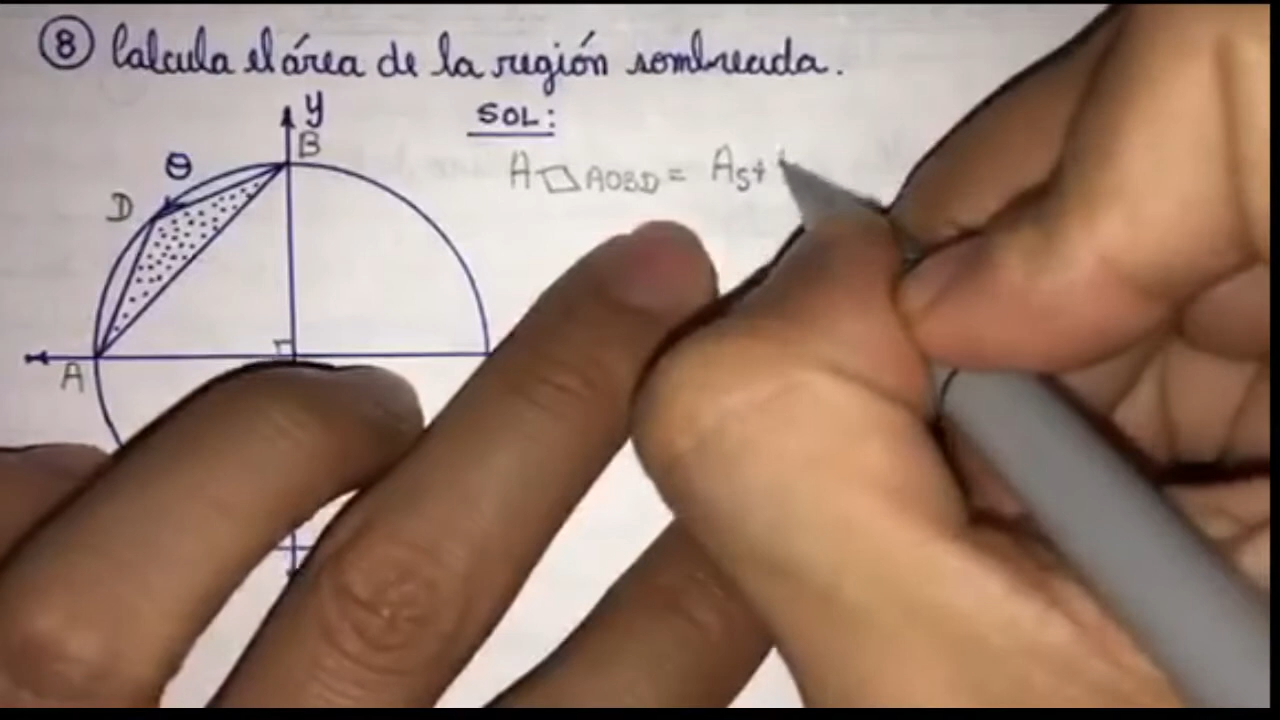 ⑧ Calcula el área de la región sombreada.
y
B
SOL:
θ
A▱AOBD = As +
D
A